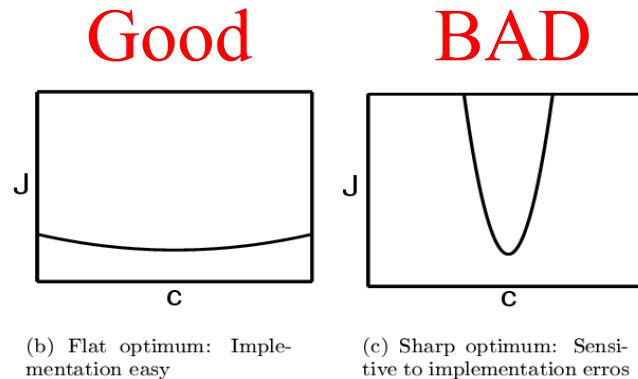 Good
BAD
J
c
J
c
(b) Flat optimum: Imple-
mentation easy
(c) Sharp optimum: Sensi-
tive to implementation erros